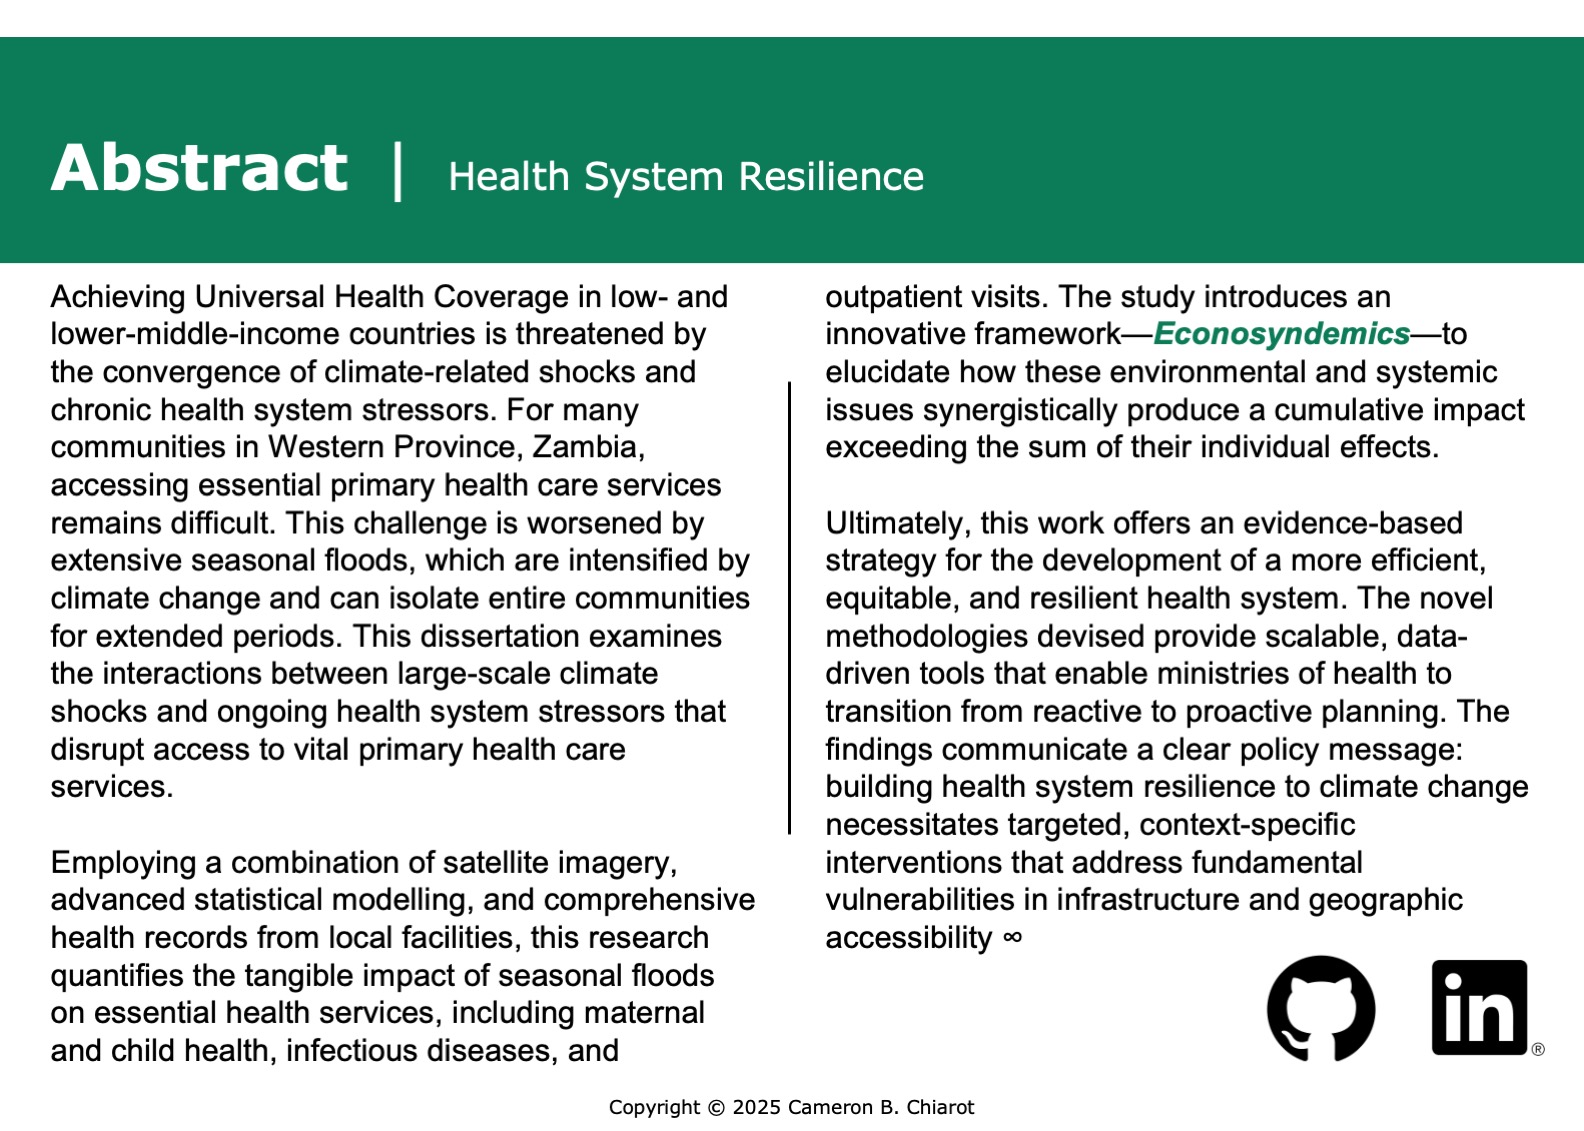 Abstract | Health System Resilience
Achieving Universal Health Coverage in low- and
lower-middle-income countries is threatened by
the convergence of climate-related shocks and
chronic health system stressors. For many
communities in Western Province, Zambia,
accessing essential primary health care services
remains difficult. This challenge is worsened by
extensive seasonal floods, which are intensified by
climate change and can isolate entire communities
for extended periods. This dissertation examines
the interactions between large-scale climate
shocks and ongoing health system stressors that
disrupt access to vital primary health care
services.
Employing a combination of satellite imagery,
advanced statistical modelling, and comprehensive
health records from local facilities, this research
quantifies the tangible impact of seasonal floods
on essential health services, including maternal
and child health, infectious diseases, and
outpatient visits. The study introduces an
innovative framework—Econosyndemics—to
elucidate how these environmental and systemic
issues synergistically produce a cumulative impact
exceeding the sum of their individual effects.
Ultimately, this work offers an evidence-based
strategy for the development of a more efficient,
equitable, and resilient health system. The novel
methodologies devised provide scalable, data-
driven tools that enable ministries of health to
transition from reactive to proactive planning. The
findings communicate a clear policy message:
building health system resilience to climate change
necessitates targeted, context-specific
interventions that address fundamental
vulnerabilities in infrastructure and geographic
accessibility ∞
in ®
Copyright © 2025 Cameron B. Chiarot